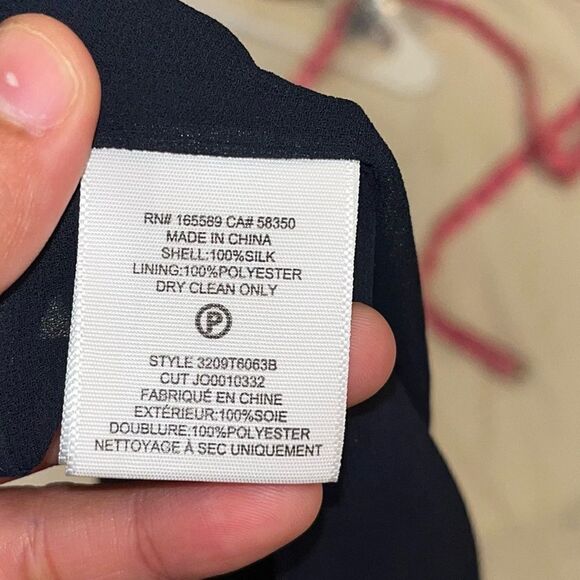 RN# 165569 CA# 58350
MADE IN CHINA
SHELL:100%SILK
LINING:100%POLYESTER
DRY CLEAN ONLY
P
STYLE 3209T6063B
CUT JO0010332
FABRIQUÉ EN CHINE
EXTÉRIEUR:100%SOIE
DOUBLURE:100%POLYESTER
NETTOYAGE À SEC UNIQUEMENT